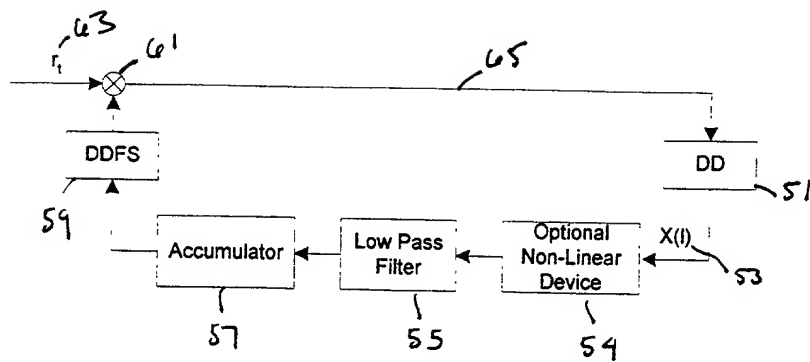 63
61
r_t
65
DDFS
DD
59
51
Accumulator
Low Pass
Filter
Optional
Non-Linear
Device
X(I)
53
57
55
54